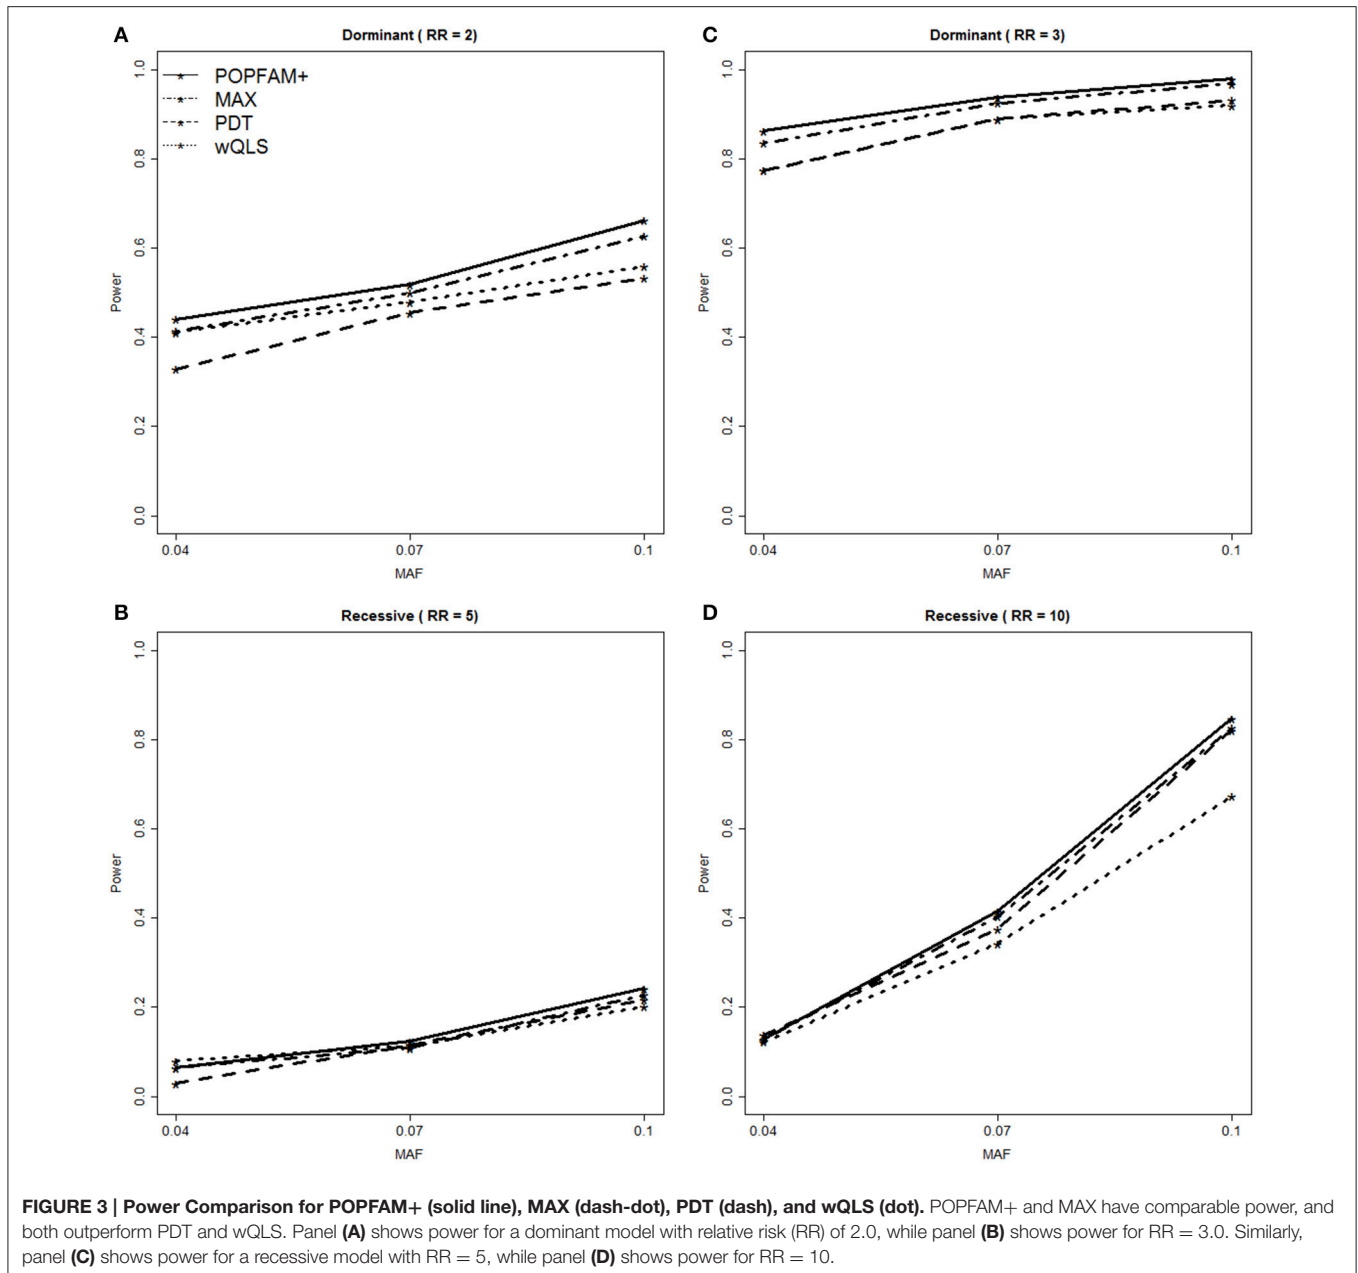 A
Dorminant ( RR = 2)
POPFAM+
MAX
PDT
wQLS
Power
1.0
0.8
0.6
0.4
0.2
0.0
0.04
0.07
0.1
MAF
C
Dorminant ( RR = 3)
Power
1.0
0.8
0.6
0.4
0.2
0.0
0.04
0.07
0.1
MAF
B
Recessive ( RR = 5)
Power
1.0
0.8
0.6
0.4
0.2
0.0
0.04
0.07
0.1
MAF
D
Recessive ( RR = 10)
Power
1.0
0.8
0.6
0.4
0.2
0.0
0.04
0.07
0.1
MAF
FIGURE 3 | Power Comparison for POPFAM+ (solid line), MAX (dash-dot), PDT (dash), and wQLS (dot). POPFAM+ and MAX have comparable power, and
both outperform PDT and wQLS. Panel (A) shows power for a dominant model with relative risk (RR) of 2.0, while panel (B) shows power for RR = 3.0. Similarly,
panel (C) shows power for a recessive model with RR = 5, while panel (D) shows power for RR = 10.